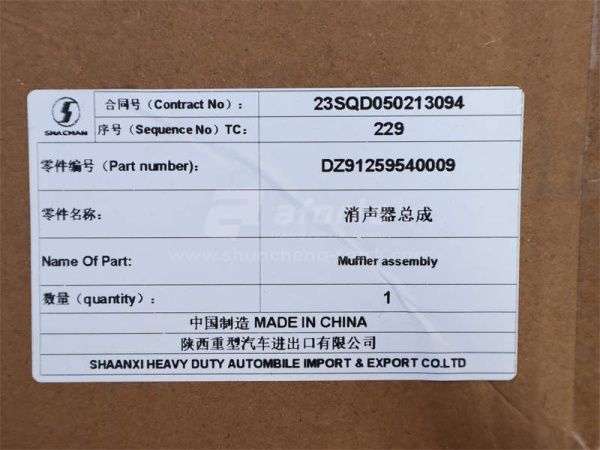 SHACMAN
合同号（Contract No）： 23SQD050213094
序号（Sequence No）TC： 229
零件编号（Part number）： DZ91259540009
零件名称： 消声器总成
Name Of Part: Muffler assembly
数量（quantity）： 1
中国制造 MADE IN CHINA
陕西重型汽车进出口有限公司
SHAANXI HEAVY DUTY AUTOMBILE IMPORT & EXPORT CO.LTD